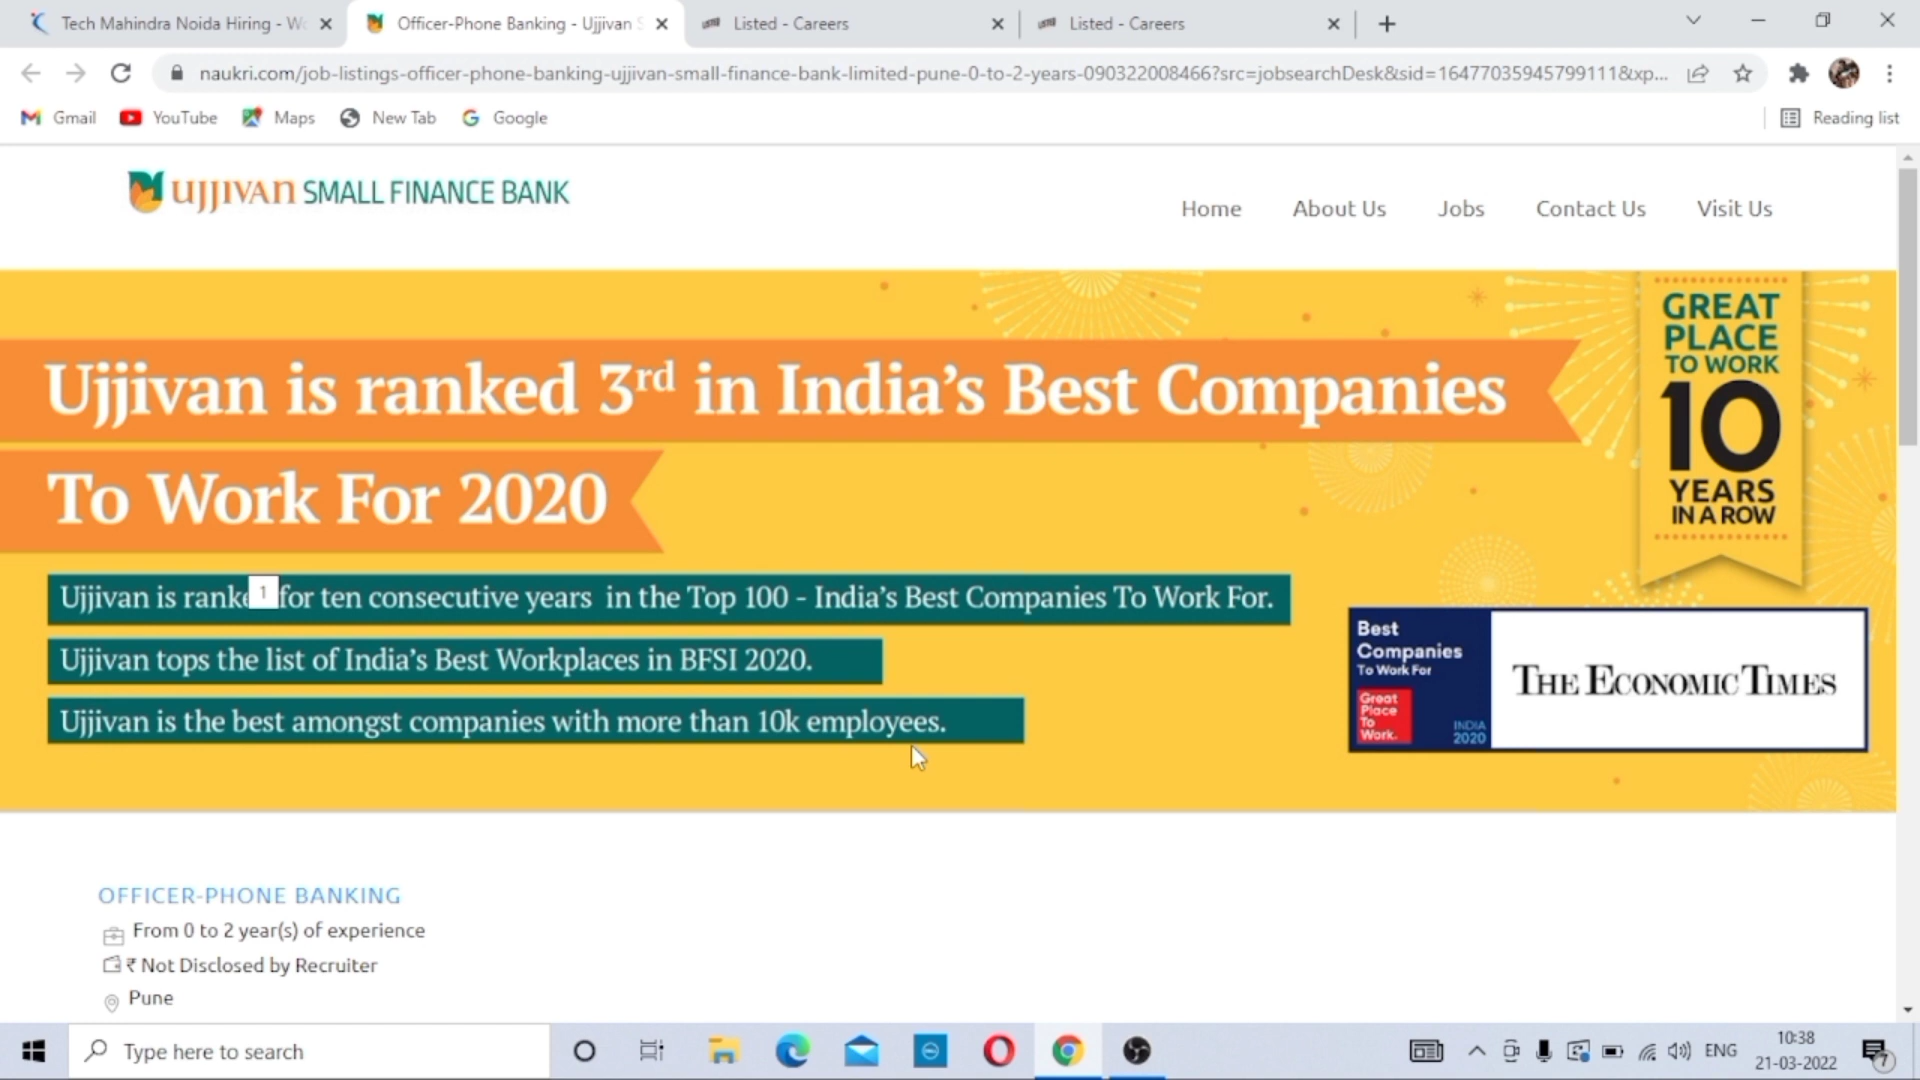 Tech Mahindra Noida Hiring - Wo
Officer-Phone Banking - Ujjivan S
Listed - Careers
Listed - Careers
naukri.com/job-listings-officer-phone-banking-ujjivan-small-finance-bank-limited-pune-0-to-2-years-090322008466?src=jobsearchDesk&sid=16477035945799111&xp...
Gmail
YouTube
Maps
New Tab
Google
Reading list
UJJIVAN SMALL FINANCE BANK
Home
About Us
Jobs
Contact Us
Visit Us
Ujjivan is ranked 3rd in India's Best Companies
To Work For 2020
GREAT
PLACE
TO WORK
10
YEARS
IN A ROW
Ujjivan is ranke 1 for ten consecutive years in the Top 100 - India's Best Companies To Work For.
Ujjivan tops the list of India's Best Workplaces in BFSI 2020.
Ujjivan is the best amongst companies with more than 10k employees.
Best
Companies
To Work For
Great
Place
To
Work.
INDIA
2020
THE ECONOMIC TIMES
OFFICER-PHONE BANKING
From 0 to 2 year(s) of experience
₹ Not Disclosed by Recruiter
Pune
Type here to search
ENG
10:38
21-03-2022
7